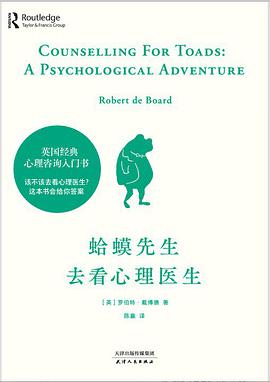 Routledge
Taylor & Francis Group
COUNSELLING FOR TOADS:
A PSYCHOLOGICAL ADVENTURE
Robert de Board
英国经典
心理咨询入门书
该不该去看心理医生?
这本书会给你答案
蛤蟆先生
去看心理医生
[英] 罗伯特·戴博德 著
陈赢 译
天津出版传媒集团
天津人民出版社